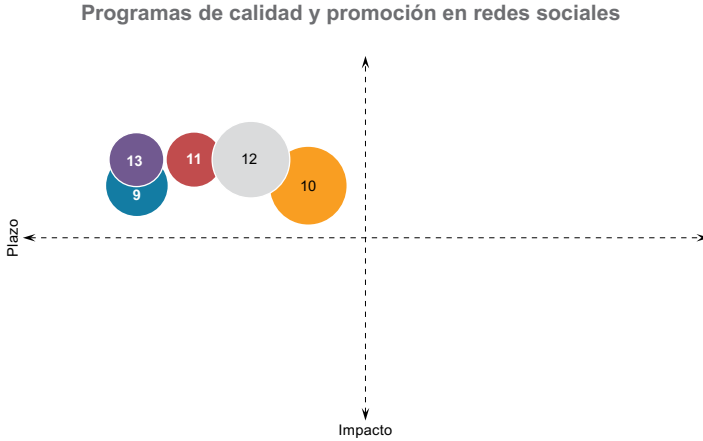 Programas de calidad y promoción en redes sociales
13
11
12
10
9
Plazo
Impacto